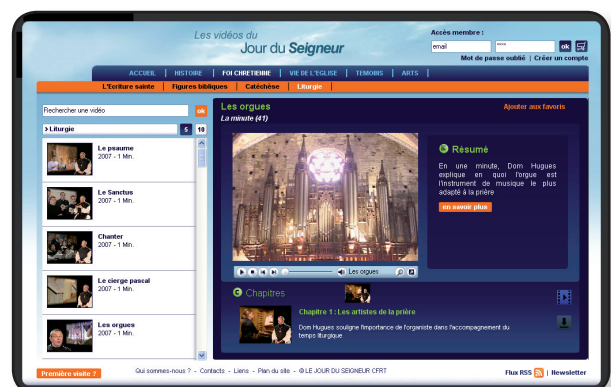 Les vidéos du
Jour du Seigneur
Accès membre :
email **** ok
Mot de passe oublié | Créer un compte
ACCUEIL | HISTOIRE | FOI CHRETIENNE | VIE DE L'EGLISE | TEMOINS | ARTS |
L'Ecriture sainte | Figures bibliques | Catéchèse | Liturgie |
Rechercher une vidéo ok
>Liturgie 5 10
Le psaume
2007 - 1 Min.
Le Sanctus
2007 - 1 Min.
Chanter
2007 - 1 Min.
Le cierge pascal
2007 - 1 Min.
Les orgues
2007 - 1 Min.
Les orgues
La minute (41)
Ajouter aux favoris
Les orgues
Résumé
En une minute, Dom Hugues
explique en quoi l'orgue est
l'instrument de musique le plus
adapté à la prière
en savoir plus
Chapitres
Chapitre 1 : Les artistes de la prière
Dom Hugues souligne l'importance de l'organiste dans l'accompagnement du
temps liturgique
Première visite ?
Qui sommes-nous ? - Contacts - Liens - Plan du site - © LE JOUR DU SEIGNEUR CFRT
Flux RSS | Newsletter